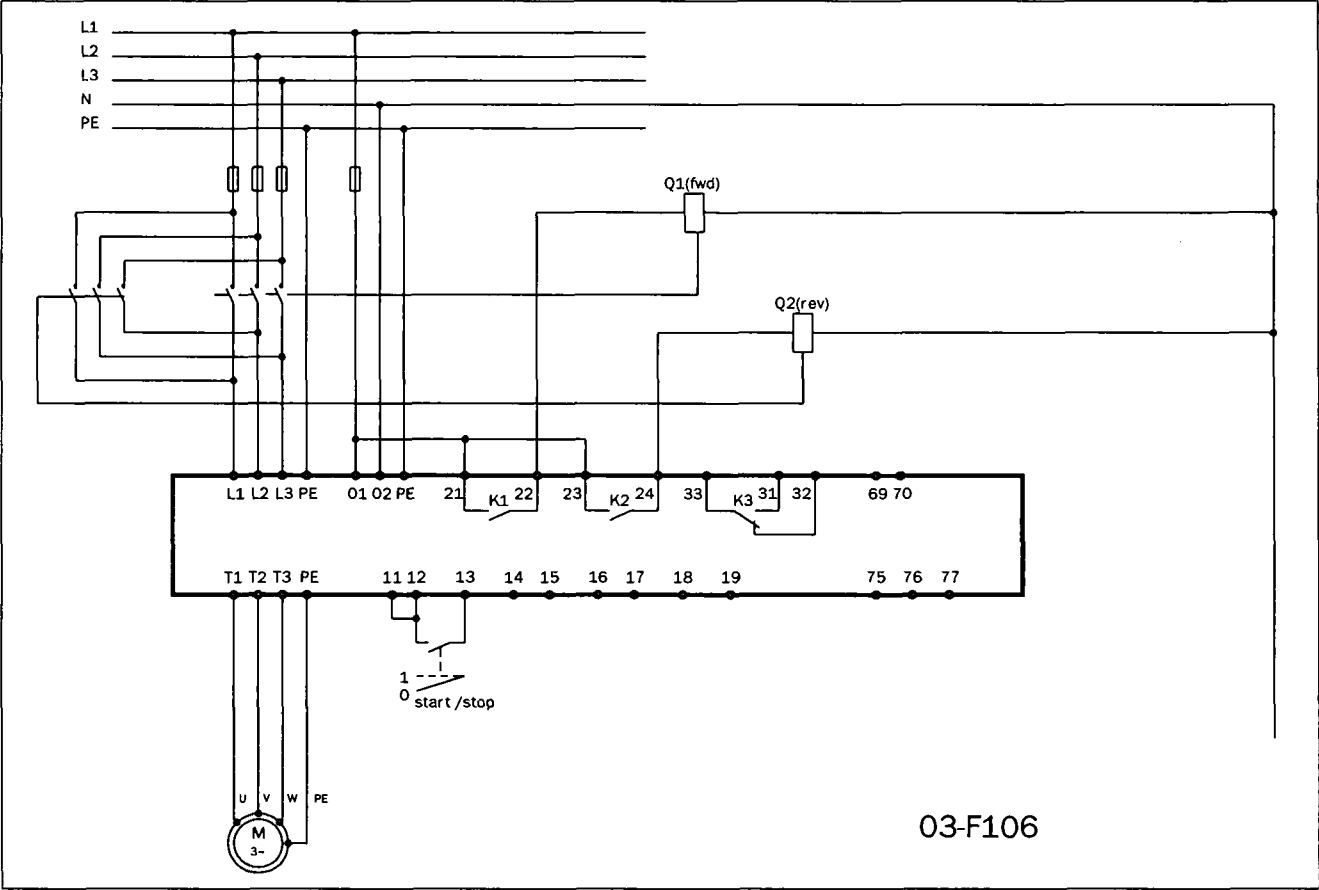 L1
L2
L3
N
PE
Q1(fwd)
Q2(rev)
L1 L2 L3 PE 01 02 PE 21 K1 22 23 K2 24 33 K3 31 32 69 70
T1 T2 T3 PE 11 12 13 14 15 16 17 18 19 75 76 77
1
0 start/stop
U V W PE
M
3~
03-F106